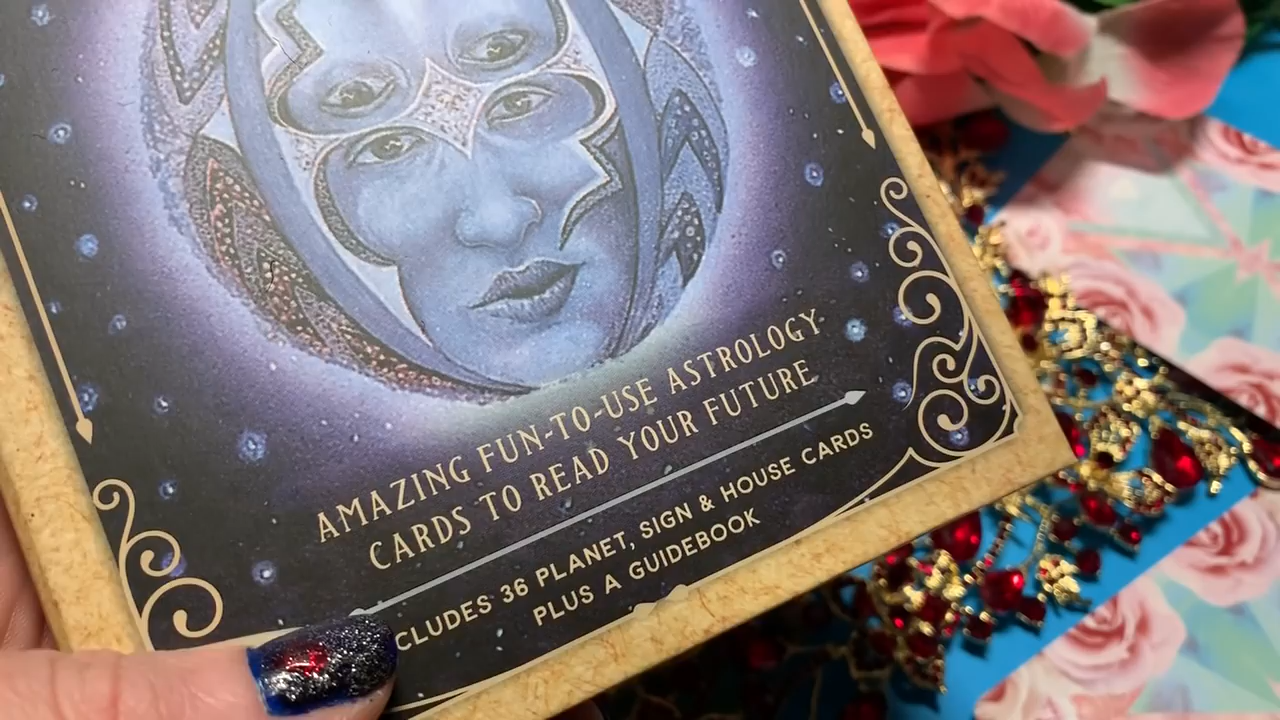 AMAZING FUN-TO-USE ASTROLOGY
CARDS TO READ YOUR FUTURE
CLUDES 36 PLANET, SIGN & HOUSE CARDS
PLUS A GUIDEBOOK